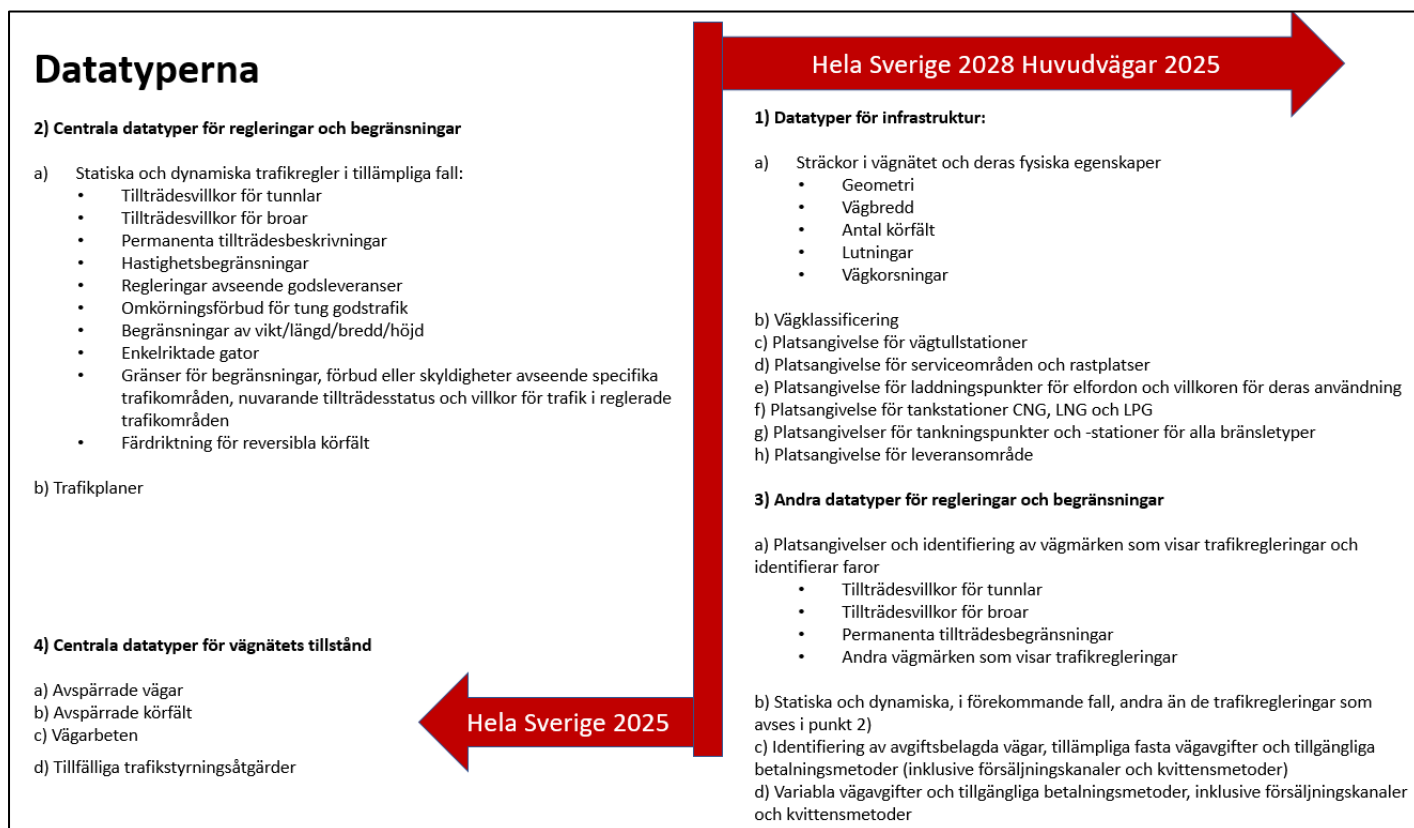 Datatyperna
2) Centrala datatyper för regleringar och begränsningar
a) Statiska och dynamiska trafikregler i tillämpliga fall:
• Tillträdesvillkor för tunnlar
• Tillträdesvillkor för broar
• Permanenta tillträdesbeskrivningar
• Hastighetsbegränsningar
• Regleringar avseende godsleveranser
• Omkörningsförbud för tung godstrafik
• Begränsningar av vikt/längd/bredd/höjd
• Enkelriktade gator
• Gränser för begränsningar, förbud eller skyldigheter avseende specifika
trafikområden, nuvarande tillträdesstatus och villkor för trafik i reglerade
trafikområden
• Färdriktning för reversibla körfält
b) Trafikplaner
4) Centrala datatyper för vägnätets tillstånd
a) Avspärrade vägar
b) Avspärrade körfält
c) Vägarbeten
d) Tillfälliga trafikstyrningsåtgärder
Hela Sverige 2025
Hela Sverige 2028 Huvudvägar 2025
1) Datatyper för infrastruktur:
a) Sträckor i vägnätet och deras fysiska egenskaper
• Geometri
• Vägbredd
• Antal körfält
• Lutningar
• Vägkorsningar
b) Vägklassificering
c) Platsangivelse för vägtullstationer
d) Platsangivelse för serviceområden och rastplatser
e) Platsangivelse för laddningspunkter för elfordon och villkoren för deras användning
f) Platsangivelse för tankstationer CNG, LNG och LPG
g) Platsangivelser för tankningspunkter och -stationer för alla bränsletyper
h) Platsangivelse för leveransområde
3) Andra datatyper för regleringar och begränsningar
a) Platsangivelser och identifiering av vägmärken som visar trafikregleringar och
identifierar faror
• Tillträdesvillkor för tunnlar
• Tillträdesvillkor för broar
• Permanenta tillträdesbegränsningar
• Andra vägmärken som visar trafikregleringar
b) Statiska och dynamiska, i förekommande fall, andra än de trafikregleringar som
avses i punkt 2)
c) Identifiering av avgiftsbelagda vägar, tillämpliga fasta vägavgifter och tillgängliga
betalningsmetoder (inklusive försäljningskanaler och kvittensmetoder)
d) Variabla vägavgifter och tillgängliga betalningsmetoder, inklusive försäljningskanaler
och kvittensmetoder